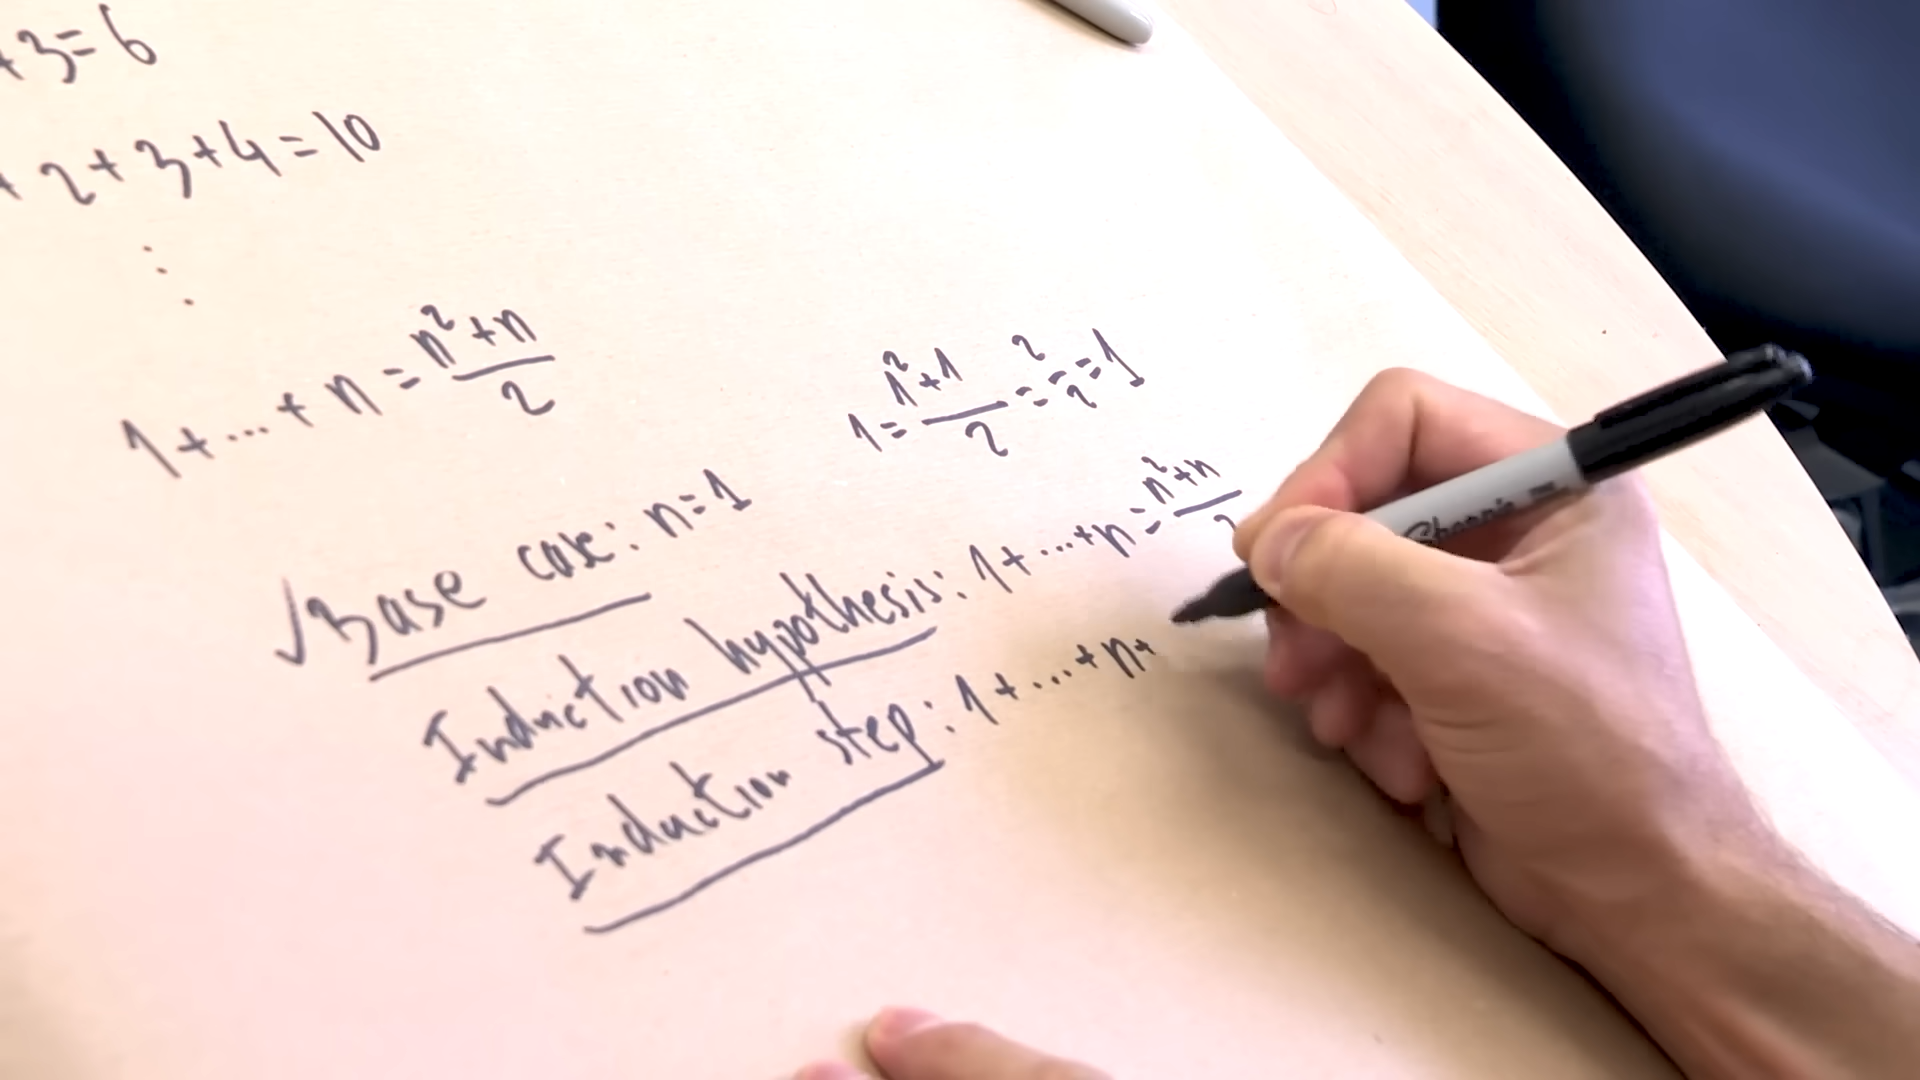 +3=6
+2+3+4=10
⋮
1+...+n=n²+n/2
1=1²+1/2=2/2=1
✓Base case: n=1
Induction hypothesis: 1+...+n=n²+n/2
Induction step: 1+...+n+
Sharpie